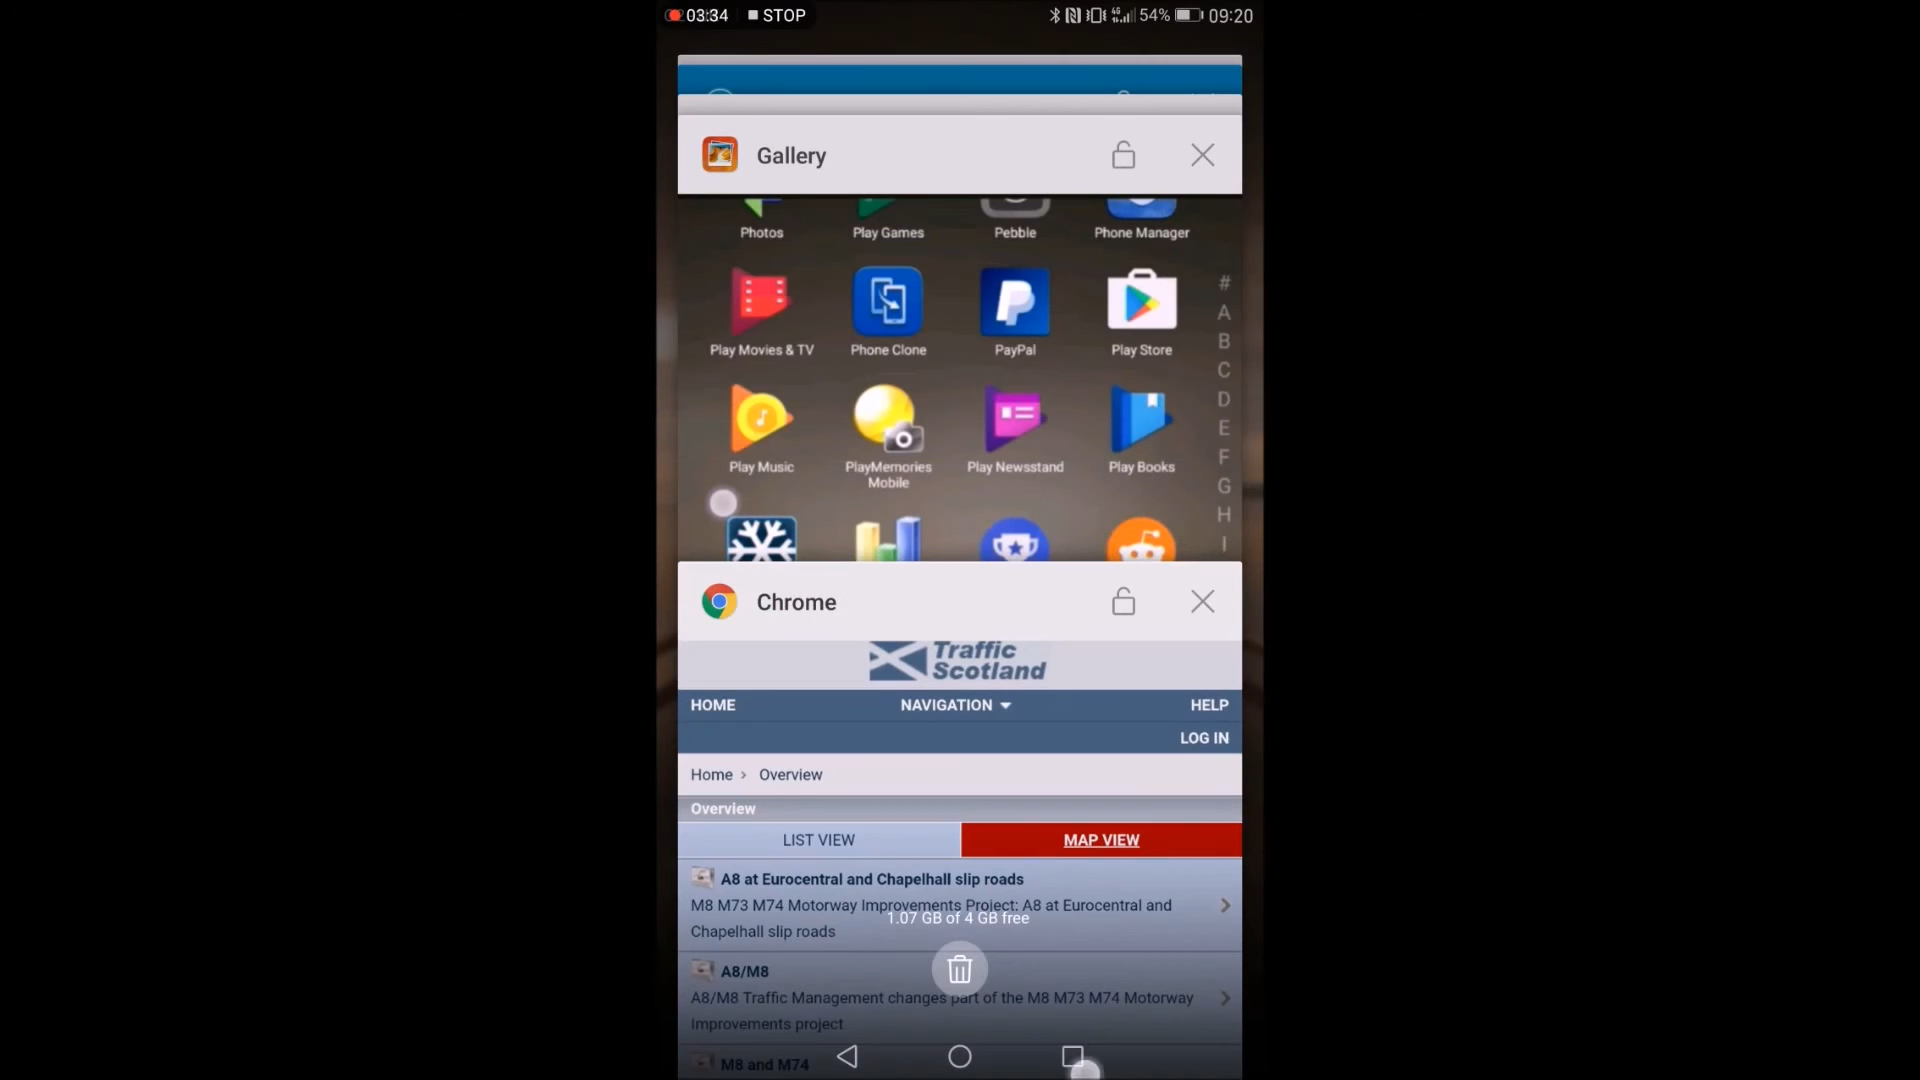 03:34 STOP 4G 54% 09:20
Gallery
Photos Play Games Pebble Phone Manager
#
Play Movies & TV Phone Clone PayPal Play Store
A
B
C
D
E
F
G
H
I
Play Music PlayMemories Mobile Play Newsstand Play Books
Chrome
Traffic
Scotland
HOME NAVIGATION HELP
LOG IN
Home > Overview
Overview
LIST VIEW MAP VIEW
A8 at Eurocentral and Chapelhall slip roads
M8 M73 M74 Motorway Improvements Project: A8 at Eurocentral and
1.07 GB of 4 GB free
Chapelhall slip roads
A8/M8
A8/M8 Traffic Management changes part of the M8 M73 M74 Motorway
Improvements project
M8 and M74